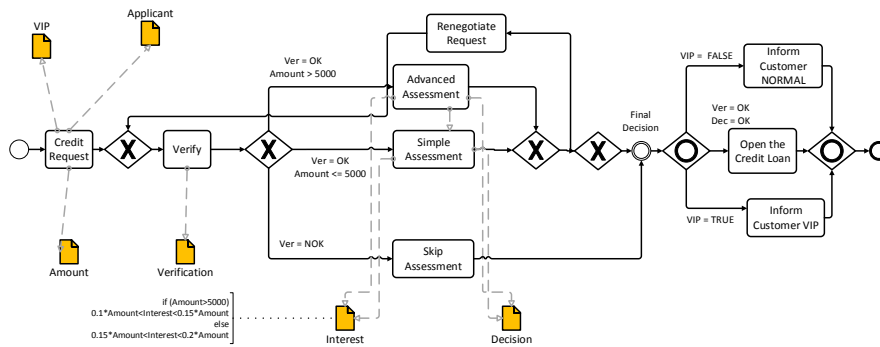 VIP
Applicant
Renegotiate
Request
Ver = OK
Amount > 5000
VIP = FALSE
Inform
Customer
NORMAL
Advanced
Assessment
Final
Decision
Ver = OK
Dec = OK
Credit
Request
X
Verify
X
Simple
Assessment
X
X
Open the
Credit Loan
Ver = OK
Amount <= 5000
VIP = TRUE
Inform
Customer VIP
Ver = NOK
Skip
Assessment
Amount
Verification
if (Amount>5000)
0.1*Amount<Interest<0.15*Amount
else
0.15*Amount<Interest<0.2*Amount
Interest
Decision